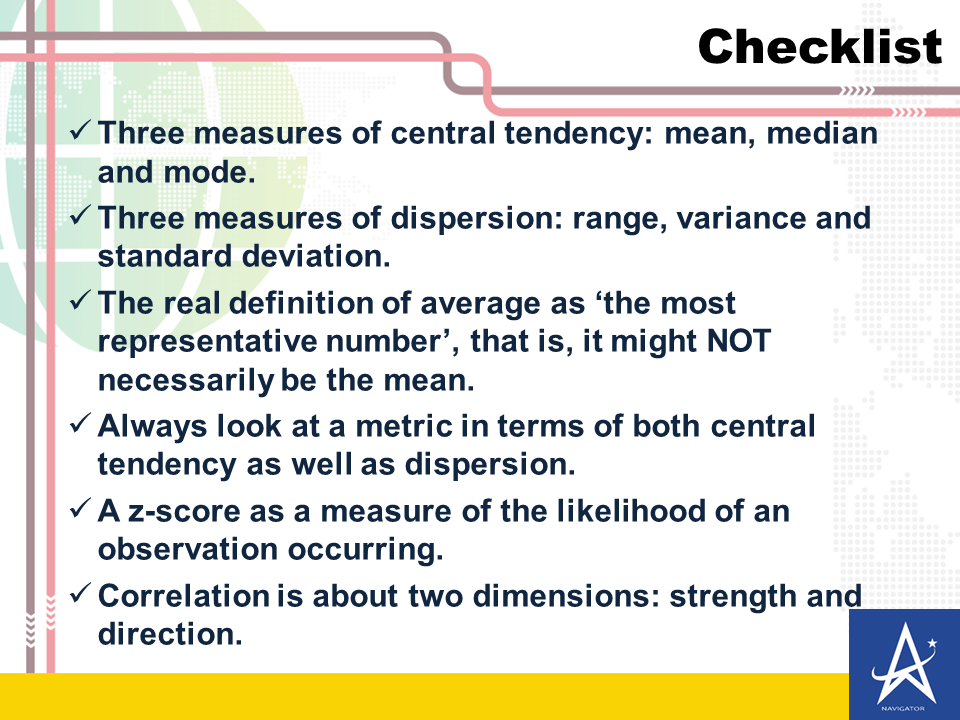 Checklist
✓ Three measures of central tendency: mean, median
and mode.
✓ Three measures of dispersion: range, variance and
standard deviation.
✓ The real definition of average as ‘the most
representative number’, that is, it might NOT
necessarily be the mean.
✓ Always look at a metric in terms of both central
tendency as well as dispersion.
✓ A z-score as a measure of the likelihood of an
observation occurring.
✓ Correlation is about two dimensions: strength and
direction.
NAVIGATOR